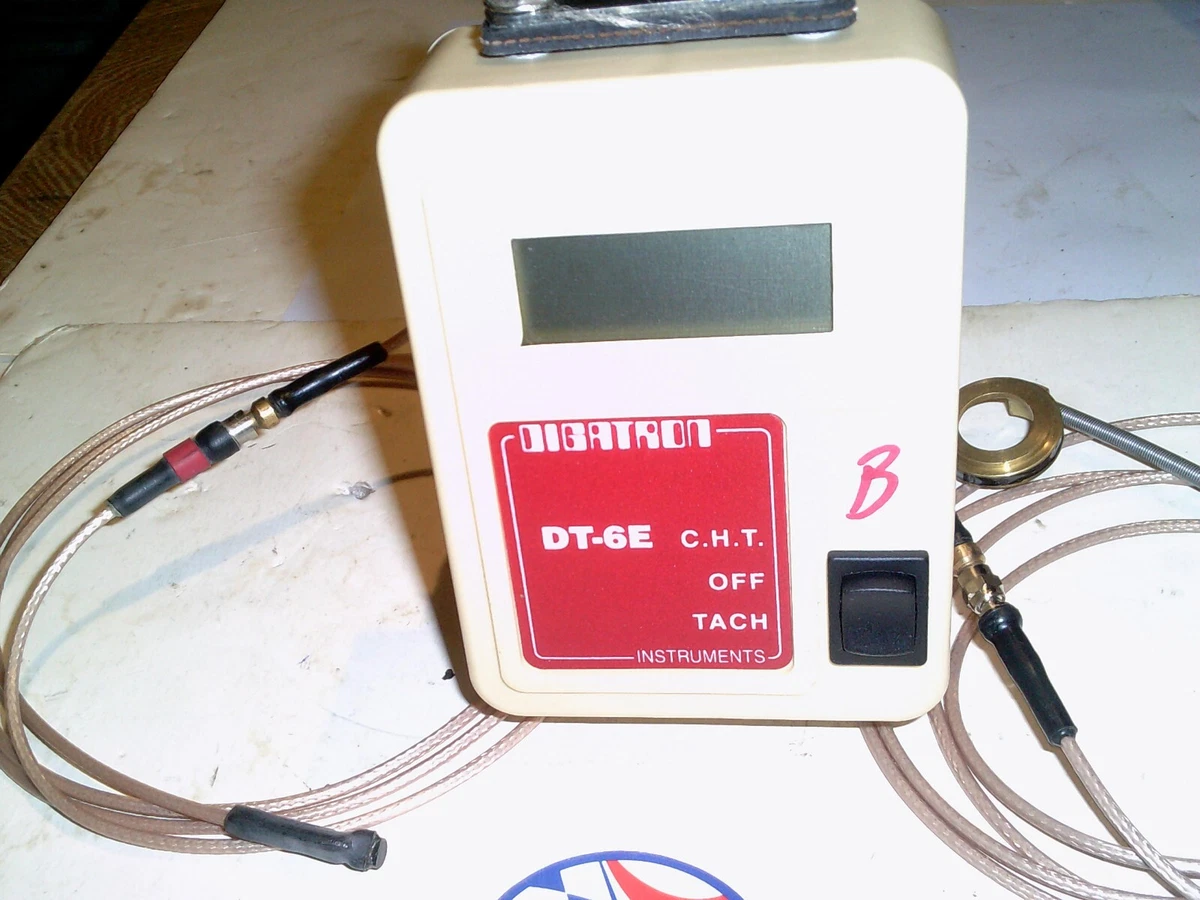 DIGATRON
B
DT-6E C.H.T.
OFF
TACH
INSTRUMENTS